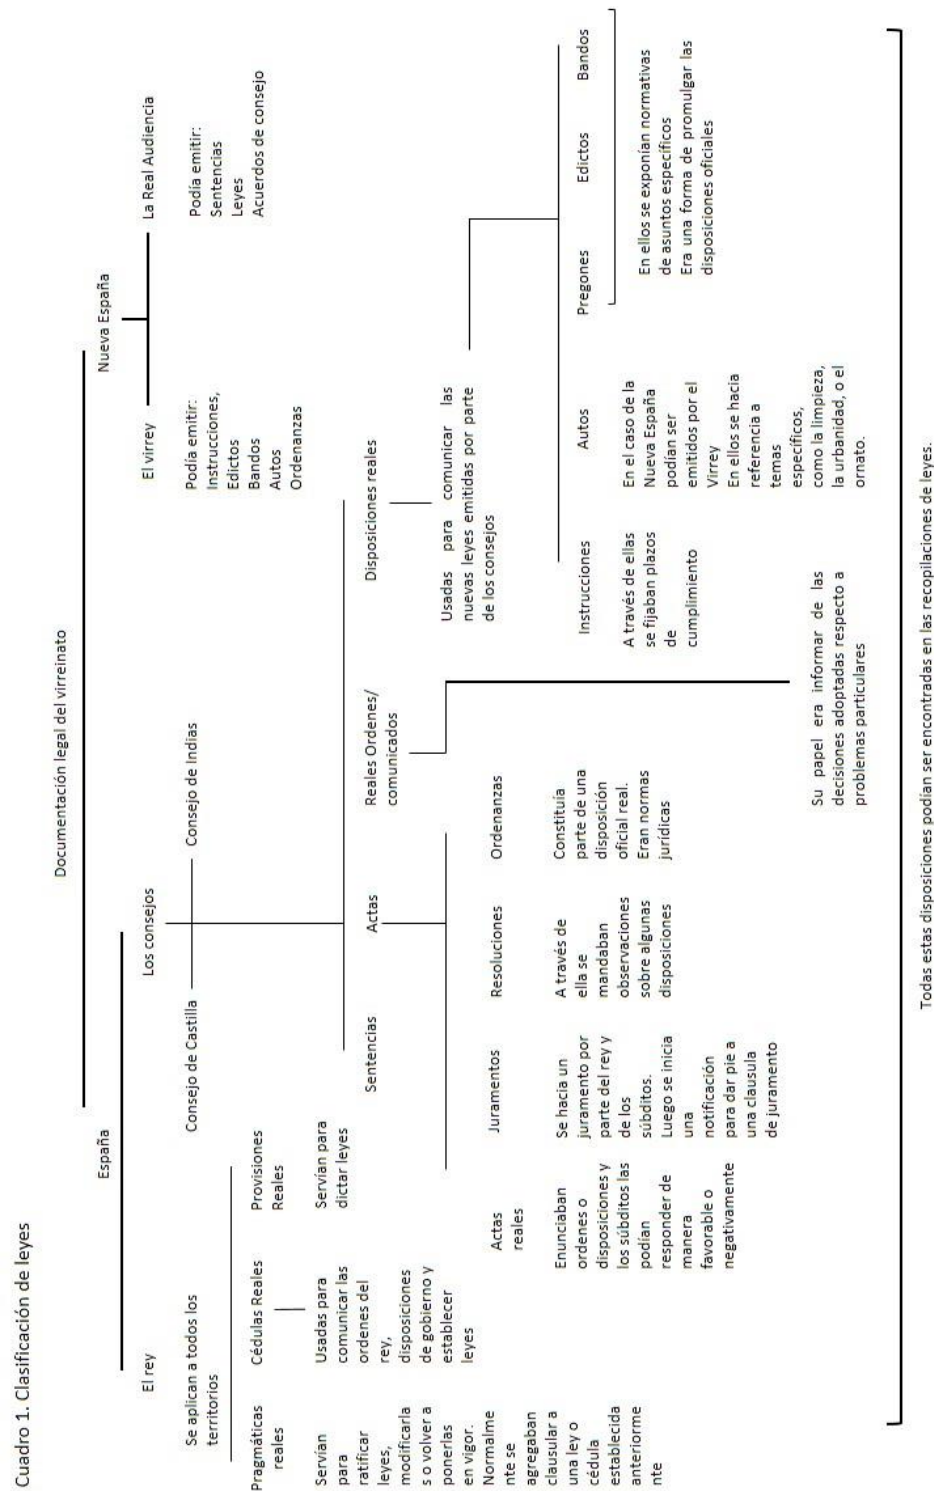 Cuadro 1. Clasificación de leyes
Documentación legal del virreinato
España
Nueva España
El rey
Los consejos
El virrey
La Real Audiencia
Se aplican a todos los
territorios
Consejo de Castilla
Consejo de Indias
Podía emitir:
Instrucciones,
Edictos
Bandos
Autos
Ordenanzas
Podía emitir:
Sentencias
Leyes
Acuerdos de consejo
Pragmáticas
reales
Cédulas Reales
Provisiones
Reales
Servían
para
ratificar
leyes,
modificarla
s o volver a
ponerlas
en vigor.
Normalme
nte se
agregaban
clausular a
una ley o
cédula
establecida
anteriorme
nte
Usadas para
comunicar las
ordenes del
rey,
disposiciones
de gobierno y
establecer
leyes
Servían para
dictar leyes
Sentencias
Actas
Reales Ordenes/
comunicados
Disposiciones reales
Usadas para comunicar las
nuevas leyes emitidas por parte
de los consejos
Actas
reales
Juramentos
Resoluciones
Ordenanzas
Enunciaban
ordenes o
disposiciones y
los súbditos las
podían
responder de
manera
favorable o
negativamente
Se hacia un
juramento por
parte del rey y
de los
súbditos.
Luego se inicia
una
notificación
para dar pie a
una clausula
de juramento
A través de
ella se
mandaban
observaciones
sobre algunas
disposiciones
Constituía
parte de una
disposición
oficial real.
Eran normas
jurídicas
Su papel era informar de las
decisiones adoptadas respecto a
problemas particulares
Instrucciones
Autos
Pregones
Edictos
Bandos
A través de ellas
se fijaban plazos
de
cumplimiento
En el caso de la
Nueva España
podían ser
emitidos por el
Virrey
En ellos se hacia
referencia a
temas
específicos,
como la limpieza,
la urbanidad, o el
ornato.
En ellos se exponían normativas
de asuntos específicos
Era una forma de promulgar las
disposiciones oficiales
Todas estas disposiciones podían ser encontradas en las recopilaciones de leyes.